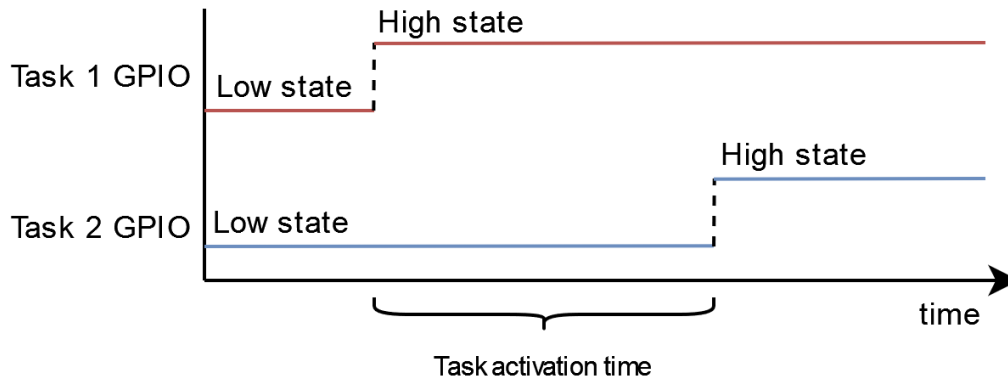 High state
Task 1 GPIO
Low state
High state
Task 2 GPIO
Low state
time
Task activation time